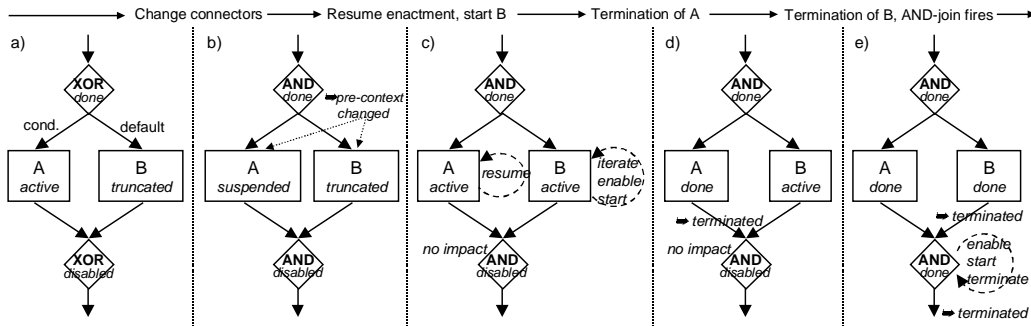 Change connectors
Resume enactment, start B
Termination of A
Termination of B, AND-join fires
a)
XOR
done
cond.
default
A
active
B
truncated
XOR
disabled
b)
AND
done
pre-context
changed
A
suspended
B
truncated
AND
disabled
c)
AND
done
A
active
resume
B
active
iterate
enable
start
no impact
AND
disabled
d)
AND
done
A
done
B
active
terminated
no impact
AND
disabled
e)
AND
done
A
done
B
done
terminated
AND
done
enable
start
terminate
terminated